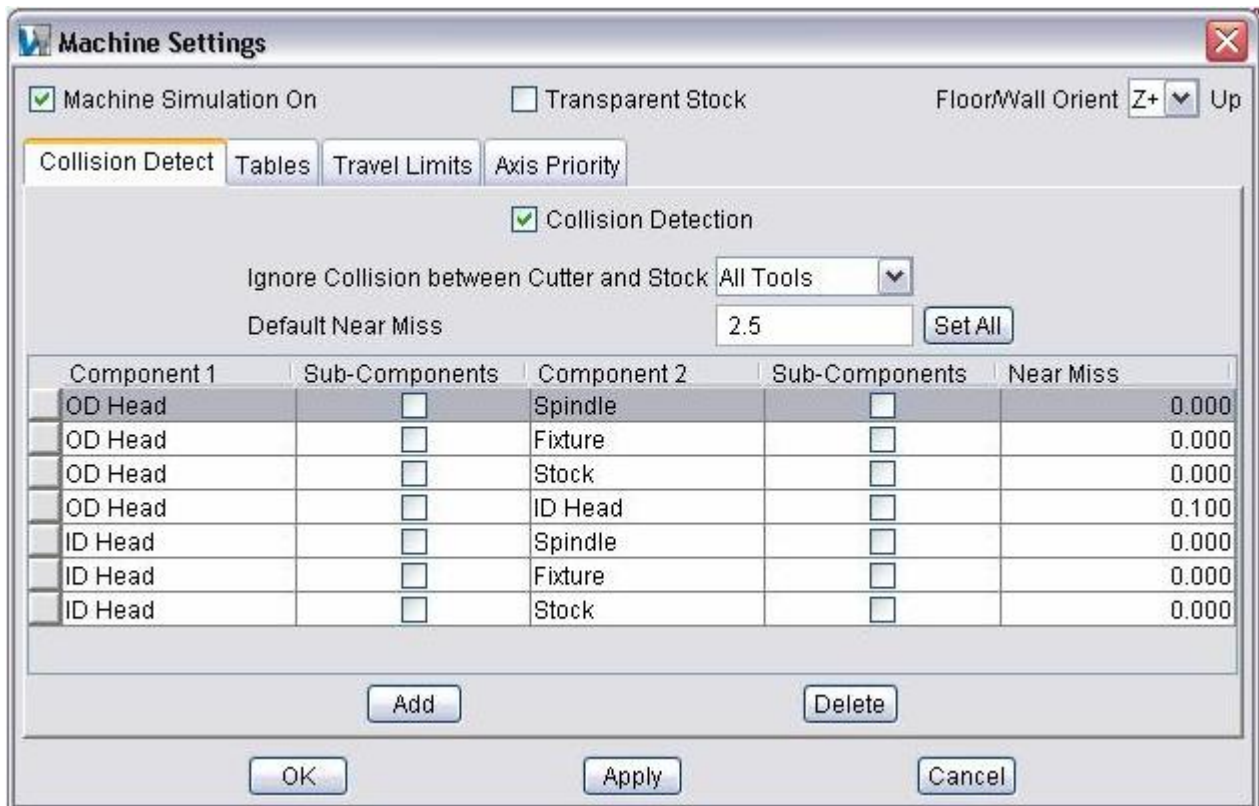 Machine Settings
Machine Simulation On Transparent Stock Floor/Wall Orient Z+ Up
Collision Detect Tables Travel Limits Axis Priority
Collision Detection
Ignore Collision between Cutter and Stock All Tools
Default Near Miss 2.5 Set All
Component 1 Sub-Components Component 2 Sub-Components Near Miss
OD Head Spindle 0.000
OD Head Fixture 0.000
OD Head Stock 0.000
OD Head ID Head 0.100
ID Head Spindle 0.000
ID Head Fixture 0.000
ID Head Stock 0.000
Add Delete
OK Apply Cancel